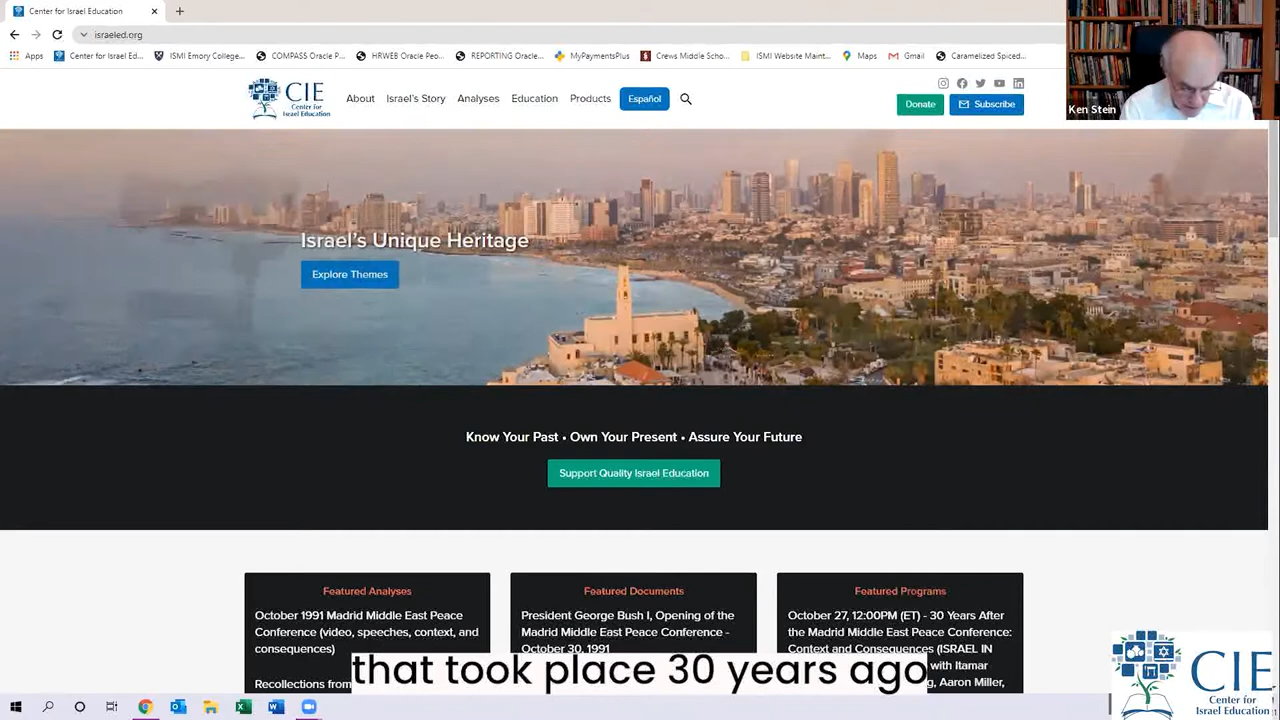 Center for Israel Education
israeled.org
Apps
Center for Israel Ed...
ISMI Emory College...
COMPASS Oracle P...
HRWEB Oracle Peo...
REPORTING Oracle...
MyPaymentsPlus
Crews Middle Scho...
ISMI Website Maint...
Maps
Gmail
Caramelized Spiced...
Ken Stein
CIE
Center for
Israel Education
About
Israel's Story
Analyses
Education
Products
Español
Donate
Subscribe
Israel's Unique Heritage
Explore Themes
Know Your Past • Own Your Present • Assure Your Future
Support Quality Israel Education
Featured Analyses
October 1991 Madrid Middle East Peace
Conference (video, speeches, context, and
consequences)
Recollections from
Featured Documents
President George Bush I, Opening of the
Madrid Middle East Peace Conference -
October 30, 1991
Featured Programs
October 27, 12:00PM (ET) - 30 Years After
the Madrid Middle East Peace Conference:
Context and Consequences (ISRAEL IN
with Itamar
Aaron Miller,
that took place 30 years ago
CIE
Center for
Israel Education